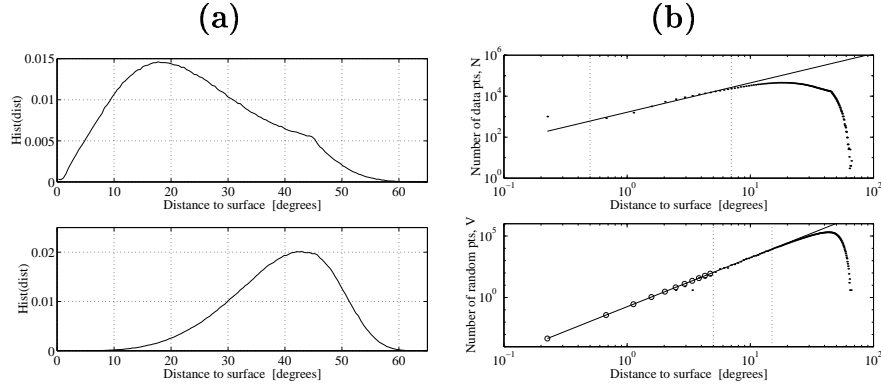 (a)
(b)
0.015
0.01
0.005
0
Hist(dist)
0 10 20 30 40 50 60
Distance to surface [degrees]
10^6
10^4
10^2
10^0
Number of data pts, N
10^-1 10^0 10^1 10^2
Distance to surface [degrees]
0.02
0.01
0
Hist(dist)
0 10 20 30 40 50 60
Distance to surface [degrees]
10^5
10^0
Number of random pts, V
10^-1 10^0 10^1 10^2
Distance to surface [degrees]